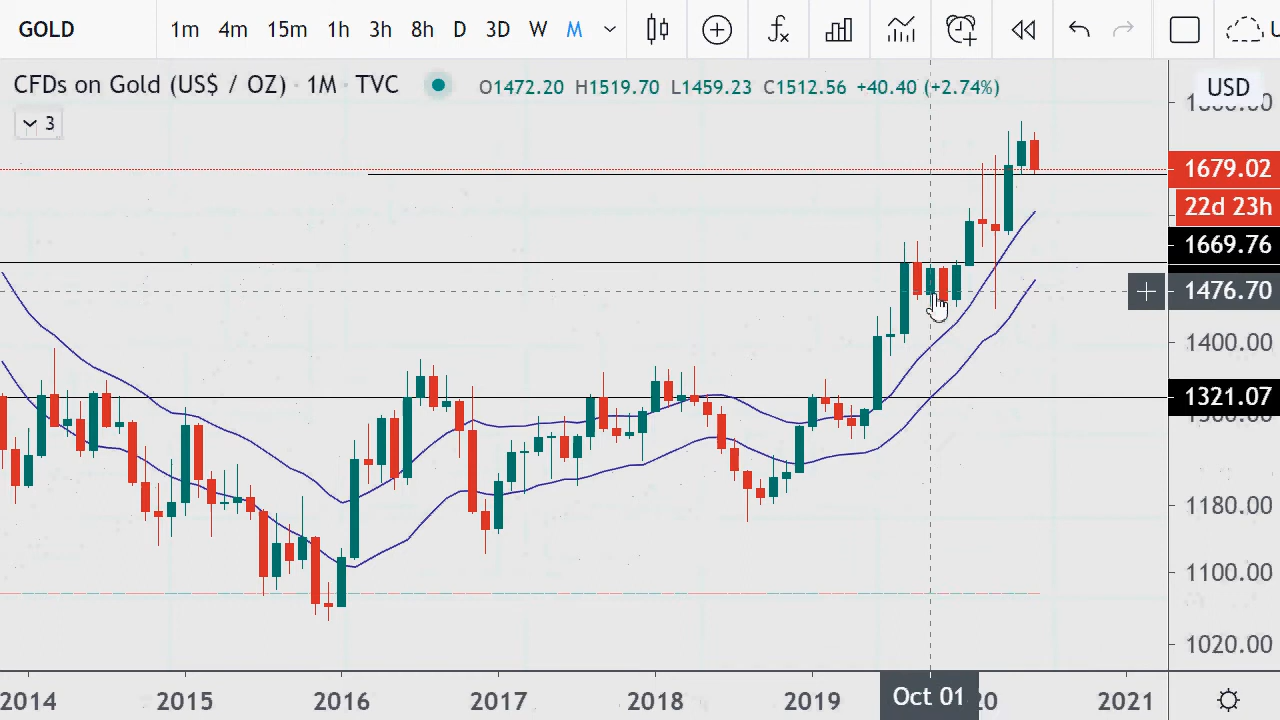 GOLD 1m 4m 15m 1h 3h 8h D 3D W M
CFDs on Gold (US$ / OZ) · 1M · TVC O1472.20 H1519.70 L1459.23 C1512.56 +40.40 (+2.74%) USD
3
1679.02
22d 23h
1669.76
1476.70
1400.00
1321.07
1180.00
1100.00
1020.00
2014 2015 2016 2017 2018 2019 Oct 01 2021